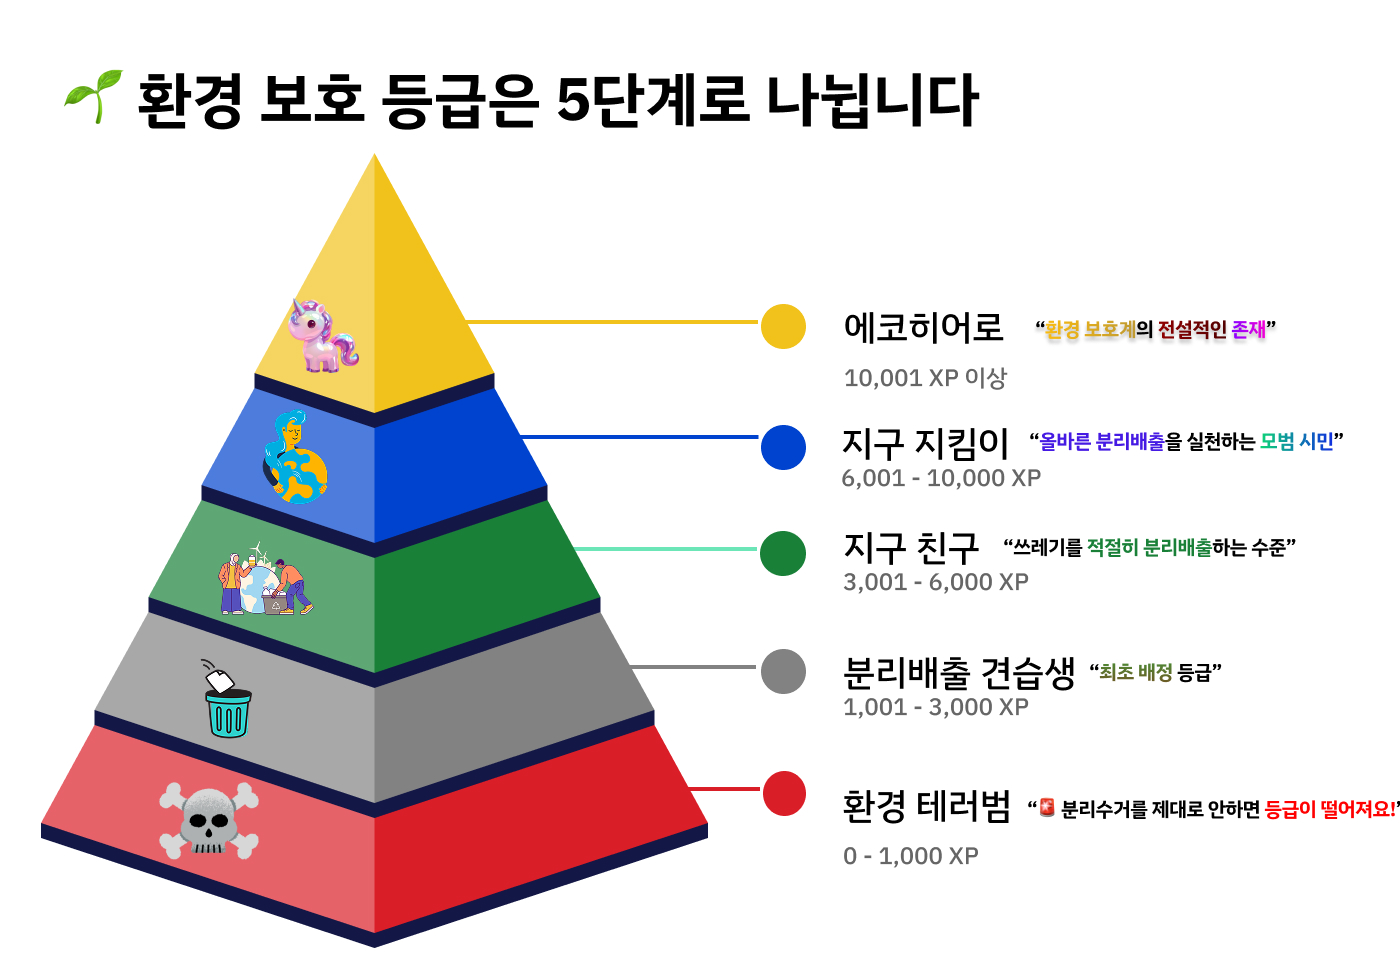 🌱 환경 보호 등급은 5단계로 나뉩니다
에코히어로 “환경 보호계의 전설적인 존재”
10,001 XP 이상
지구 지킴이 “올바른 분리배출을 실천하는 모범 시민”
6,001 - 10,000 XP
지구 친구 “쓰레기를 적절히 분리배출하는 수준”
3,001 - 6,000 XP
분리배출 견습생 “최초 배정 등급”
1,001 - 3,000 XP
환경 테러범 “🚨 분리수거를 제대로 안하면 등급이 떨어져요!”
0 - 1,000 XP